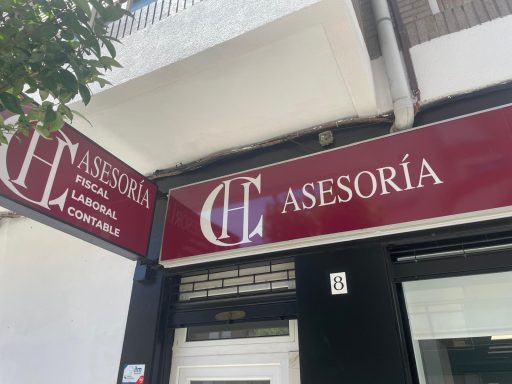 CH ASESORÍA
FISCAL
LABORAL
CONTABLE
CH ASESORÍA
8